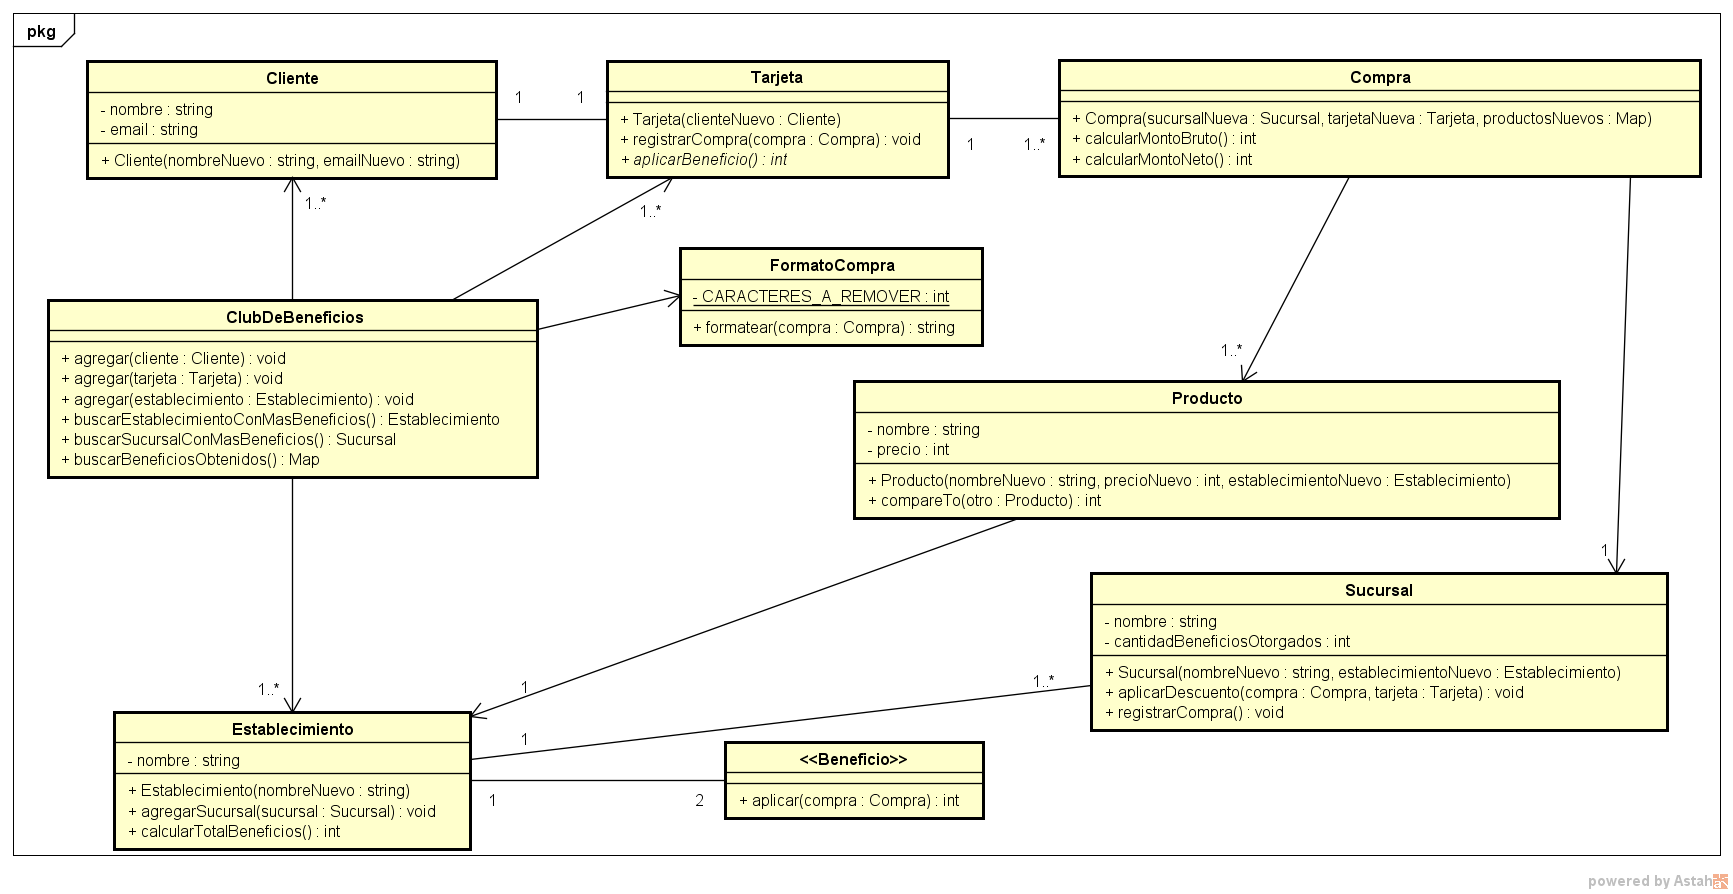 pkg
Cliente
- nombre : string
- email : string
+ Cliente(nombreNuevo : string, emailNuevo : string)
1
1
Tarjeta
+ Tarjeta(clienteNuevo : Cliente)
+ registrarCompra(compra : Compra) : void
+ aplicarBeneficio() : int
1
1..*
Compra
+ Compra(sucursalNueva : Sucursal, tarjetaNueva : Tarjeta, productosNuevos : Map)
+ calcularMontoBruto() : int
+ calcularMontoNeto() : int
1..*
1..*
FormatoCompra
- CARACTERES_A_REMOVER : int
+ formatear(compra : Compra) : string
ClubDeBeneficios
+ agregar(cliente : Cliente) : void
+ agregar(tarjeta : Tarjeta) : void
+ agregar(establecimiento : Establecimiento) : void
+ buscarEstablecimientoConMasBeneficios() : Establecimiento
+ buscarSucursalConMasBeneficios() : Sucursal
+ buscarBeneficiosObtenidos() : Map
1..*
Producto
- nombre : string
- precio : int
+ Producto(nombreNuevo : string, precioNuevo : int, establecimientoNuevo : Establecimiento)
+ compareTo(otro : Producto) : int
1
Sucursal
- nombre : string
- cantidadBeneficiosOtorgados : int
+ Sucursal(nombreNuevo : string, establecimientoNuevo : Establecimiento)
+ aplicarDescuento(compra : Compra, tarjeta : Tarjeta) : void
+ registrarCompra() : void
1..*
1
1..*
1
Establecimiento
- nombre : string
+ Establecimiento(nombreNuevo : string)
+ agregarSucursal(sucursal : Sucursal) : void
+ calcularTotalBeneficios() : int
1
2
<<Beneficio>>
+ aplicar(compra : Compra) : int
powered by Astah